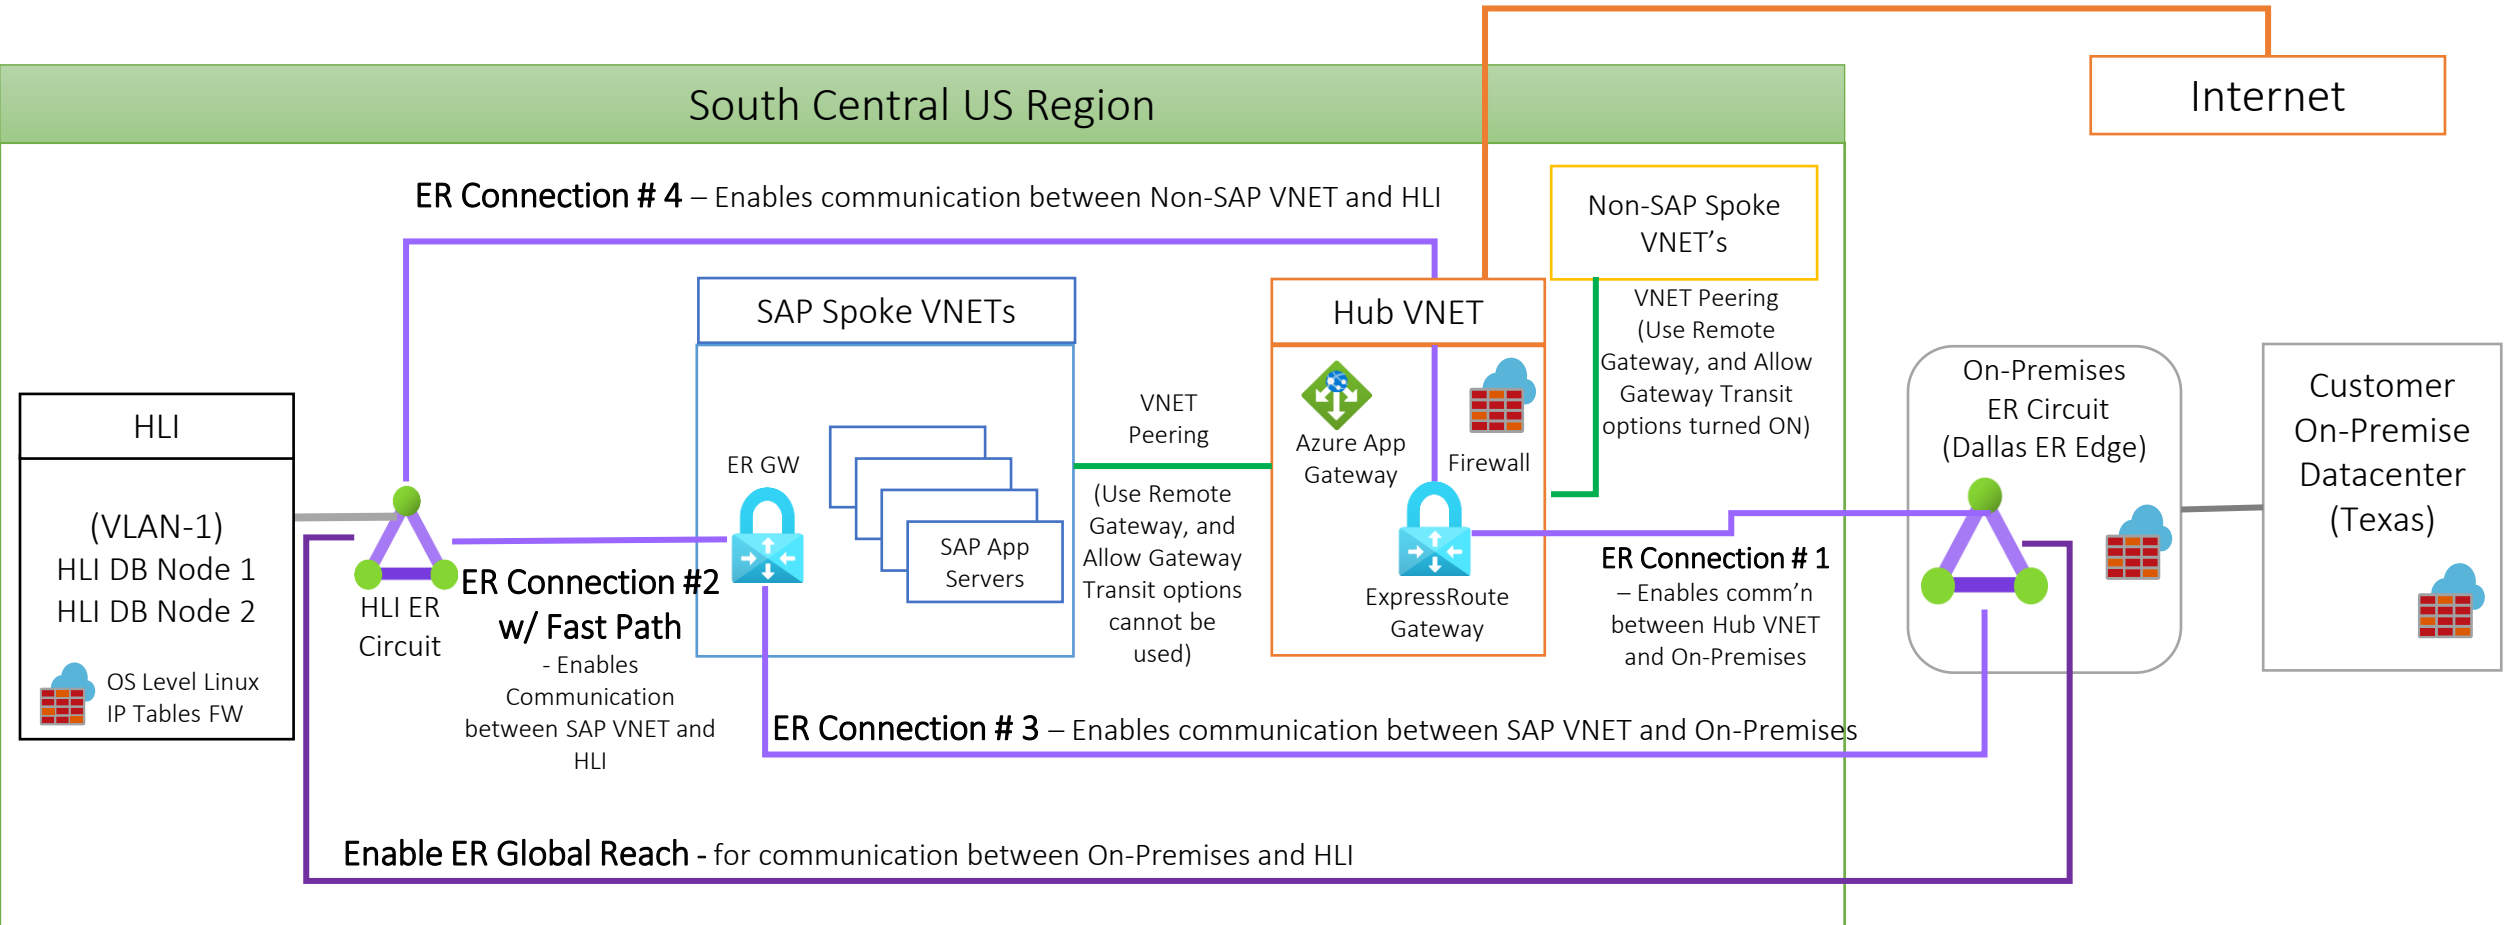 Internet
South Central US Region
ER Connection # 4 – Enables communication between Non-SAP VNET and HLI
Non-SAP Spoke
VNET’s
SAP Spoke VNETs
Hub VNET
VNET Peering
(Use Remote
Gateway, and Allow
Gateway Transit
options turned ON)
HLI
(VLAN-1)
HLI DB Node 1
HLI DB Node 2
OS Level Linux
IP Tables FW
HLI ER
Circuit
ER Connection #2
w/ Fast Path
- Enables
Communication
between SAP VNET and
HLI
ER GW
SAP App
Servers
VNET
Peering
(Use Remote
Gateway, and
Allow Gateway
Transit options
cannot be
used)
Azure App
Gateway
Firewall
ExpressRoute
Gateway
ER Connection # 1
– Enables comm’n
between Hub VNET
and On-Premises
On-Premises
ER Circuit
(Dallas ER Edge)
Customer
On-Premise
Datacenter
(Texas)
ER Connection # 3 – Enables communication between SAP VNET and On-Premises
Enable ER Global Reach - for communication between On-Premises and HLI